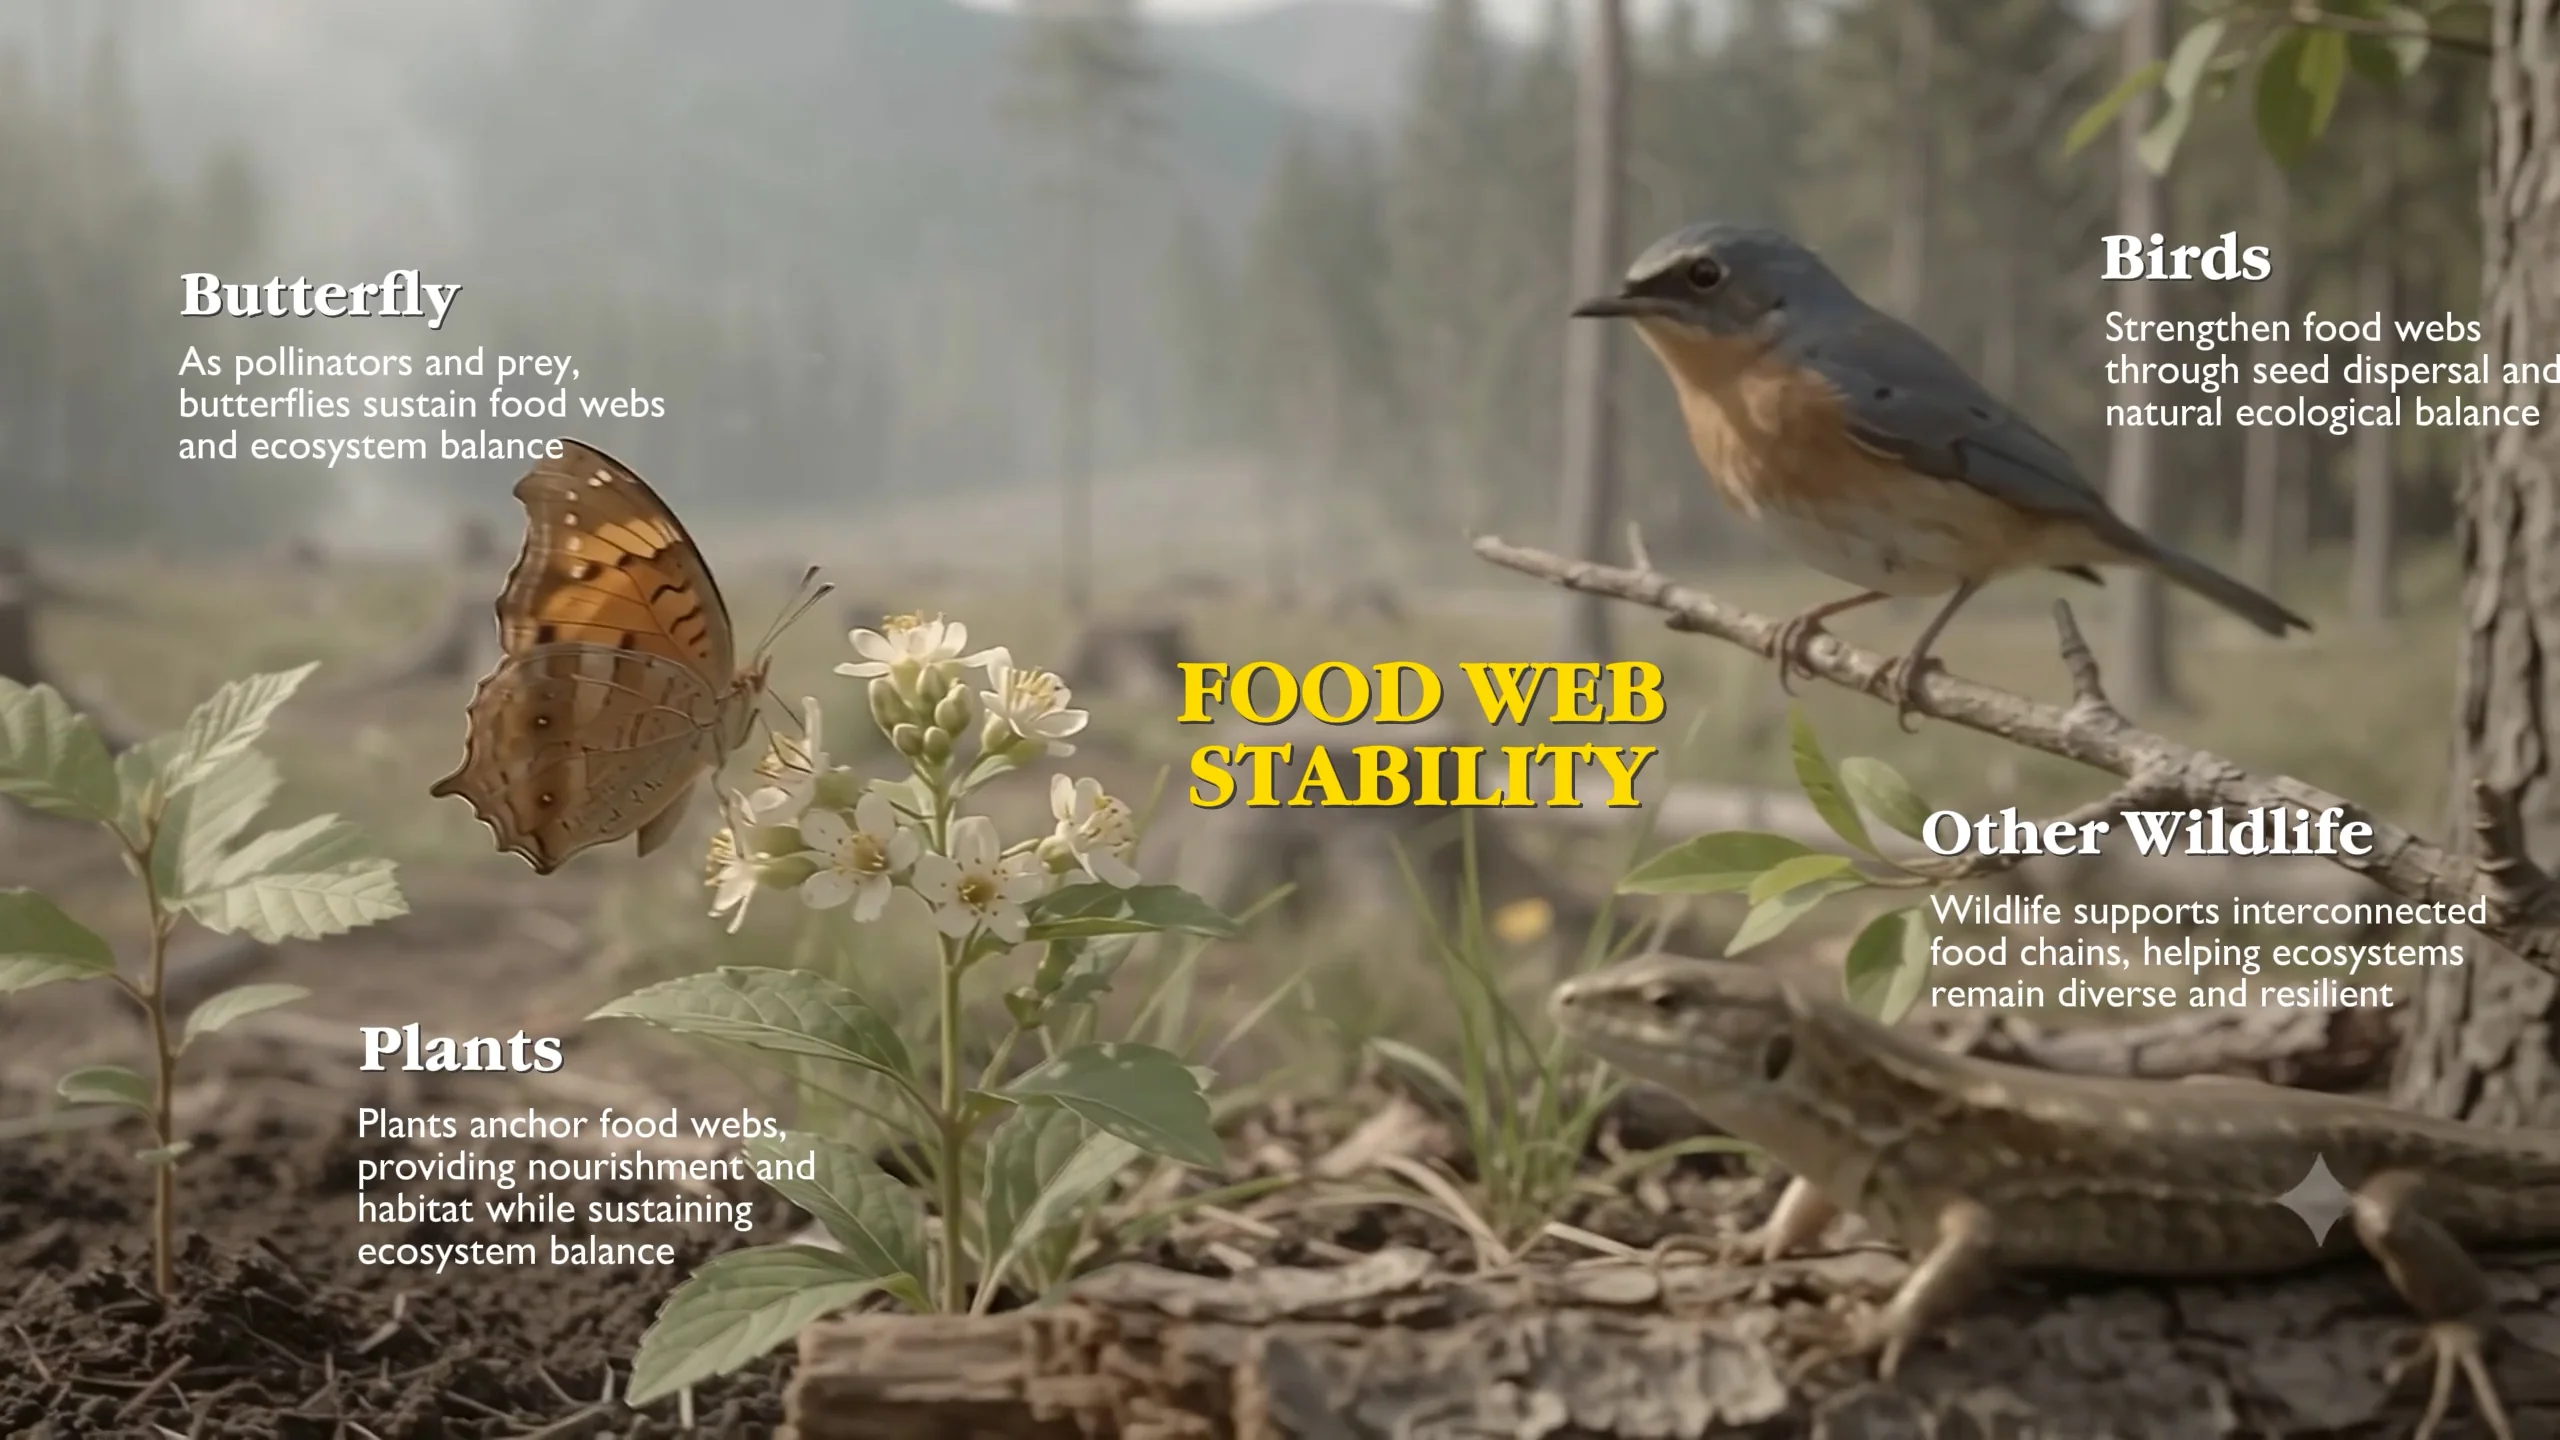 Butterfly
As pollinators and prey,
butterflies sustain food webs
and ecosystem balance
Birds
Strengthen food webs
through seed dispersal and
natural ecological balance
FOOD WEB
STABILITY
Other Wildlife
Wildlife supports interconnected
food chains, helping ecosystems
remain diverse and resilient
Plants
Plants anchor food webs,
providing nourishment and
habitat while sustaining
ecosystem balance